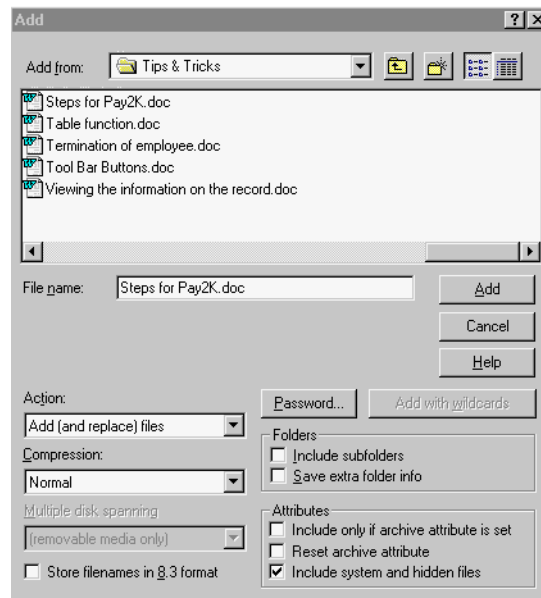 Add
Add from: Tips & Tricks
Steps for Pay2K.doc
Table function.doc
Termination of employee.doc
Tool Bar Buttons.doc
Viewing the information on the record.doc
File name: Steps for Pay2K.doc
Add
Cancel
Help
Action:
Add (and replace) files
Compression:
Normal
Multiple disk spanning
(removable media only)
Store filenames in 8.3 format
Password... Add with wildcards
Folders
Include subfolders
Save extra folder info
Attributes
Include only if archive attribute is set
Reset archive attribute
Include system and hidden files